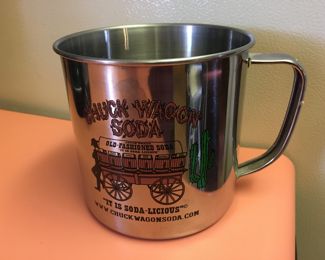 CHUCK WAGON
SODA
OLD-FASHIONED SODA
"IT IS SODA-LICIOUS"©
WWW.CHUCKWAGONSODA.COM